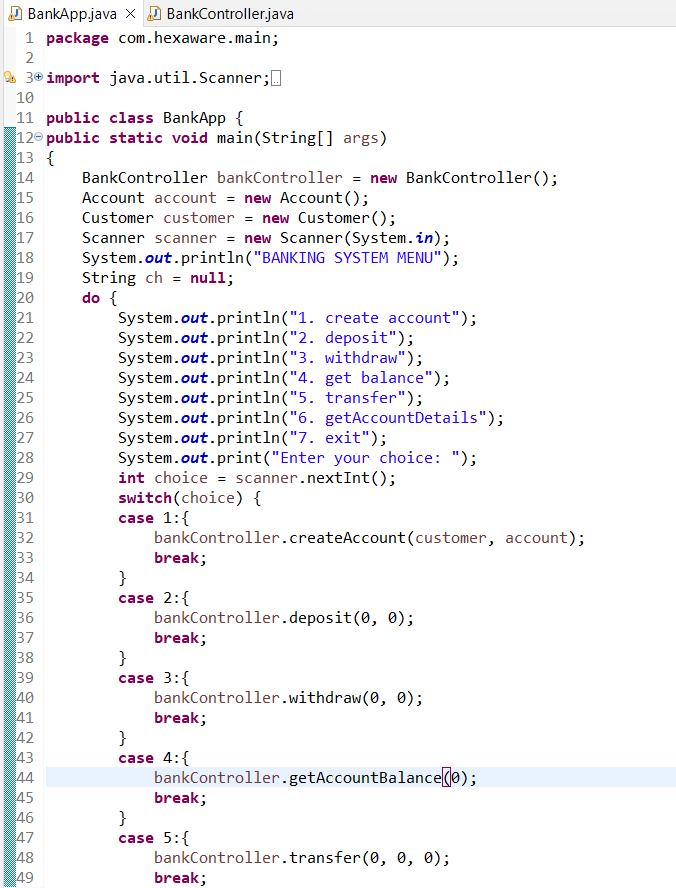 BankApp.java × BankController.java
1 package com.hexaware.main;
2
3 import java.util.Scanner;
10
11 public class BankApp {
12 public static void main(String[] args)
13 {
14     BankController bankController = new BankController();
15     Account account = new Account();
16     Customer customer = new Customer();
17     Scanner scanner = new Scanner(System.in);
18     System.out.println("BANKING SYSTEM MENU");
19     String ch = null;
20     do {
21         System.out.println("1. create account");
22         System.out.println("2. deposit");
23         System.out.println("3. withdraw");
24         System.out.println("4. get balance");
25         System.out.println("5. transfer");
26         System.out.println("6. getAccountDetails");
27         System.out.println("7. exit");
28         System.out.print("Enter your choice: ");
29         int choice = scanner.nextInt();
30         switch(choice) {
31         case 1:{
32             bankController.createAccount(customer, account);
33             break;
34         }
35         case 2:{
36             bankController.deposit(0, 0);
37             break;
38         }
39         case 3:{
40             bankController.withdraw(0, 0);
41             break;
42         }
43         case 4:{
44             bankController.getAccountBalance(0);
45             break;
46         }
47         case 5:{
48             bankController.transfer(0, 0, 0);
49             break;